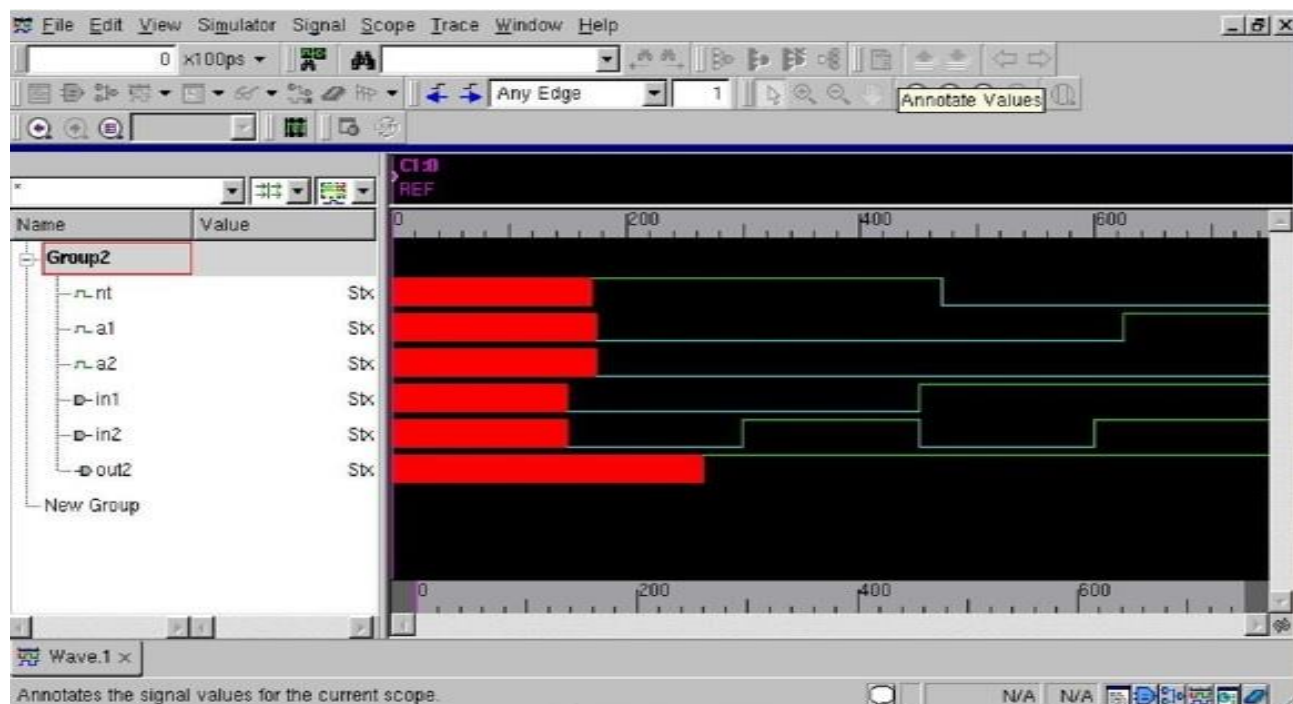 File Edit View Simulator Signal Scope Trace Window Help
0 x100ps
Any Edge 1 Annotate Values
C1:0
REF
*
Name Value 0 200 400 600
Group2
nt Stx
a1 Stx
a2 Stx
in1 Stx
in2 Stx
out2 Stx
New Group
0 200 400 600
Wave.1 ×
Annotates the signal values for the current scope. N/A N/A